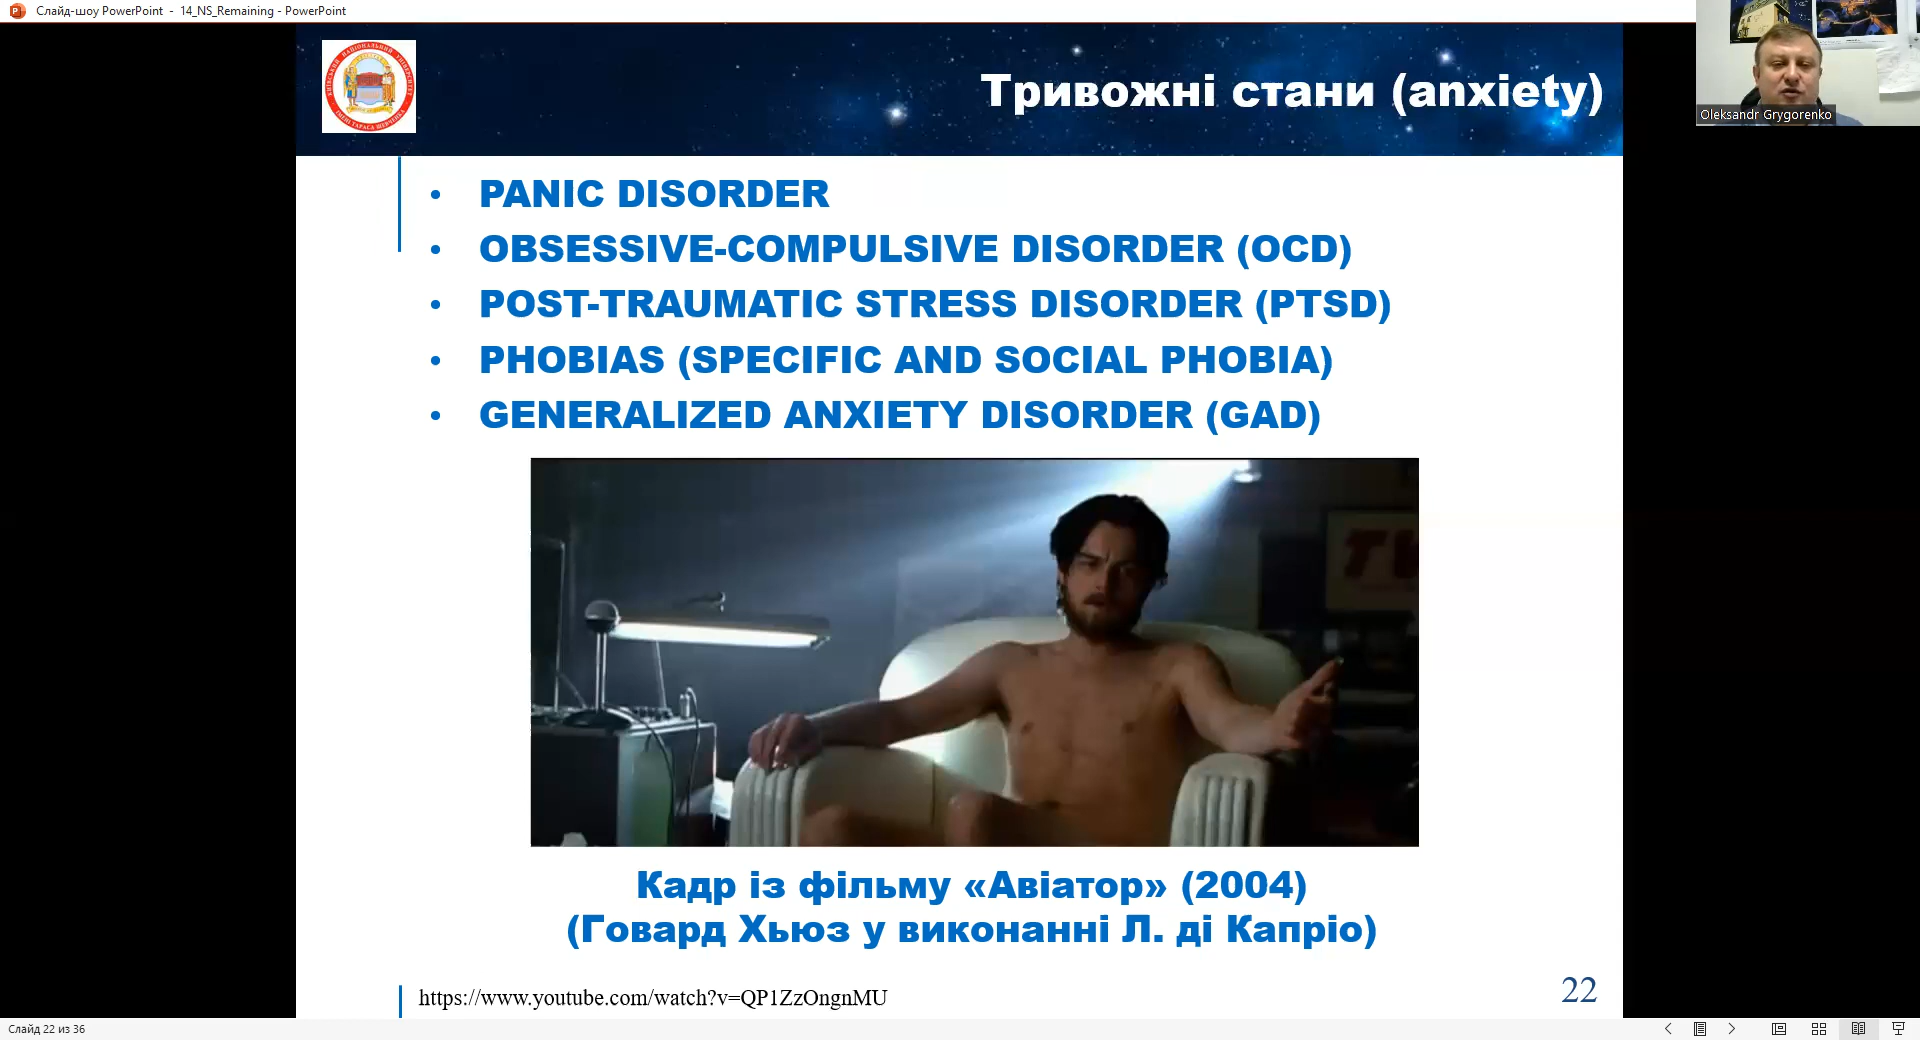 Слайд-шоу PowerPoint - 14_NS_Remaining - PowerPoint
Тривожні стани (anxiety)
Oleksandr Grygorenko
• PANIC DISORDER
• OBSESSIVE-COMPULSIVE DISORDER (OCD)
• POST-TRAUMATIC STRESS DISORDER (PTSD)
• PHOBIAS (SPECIFIC AND SOCIAL PHOBIA)
• GENERALIZED ANXIETY DISORDER (GAD)
Кадр із фільму «Авіатор» (2004)
(Говард Хьюз у виконанні Л. ді Капріо)
https://www.youtube.com/watch?v=QP1ZzOngnMU
22
Слайд 22 из 36